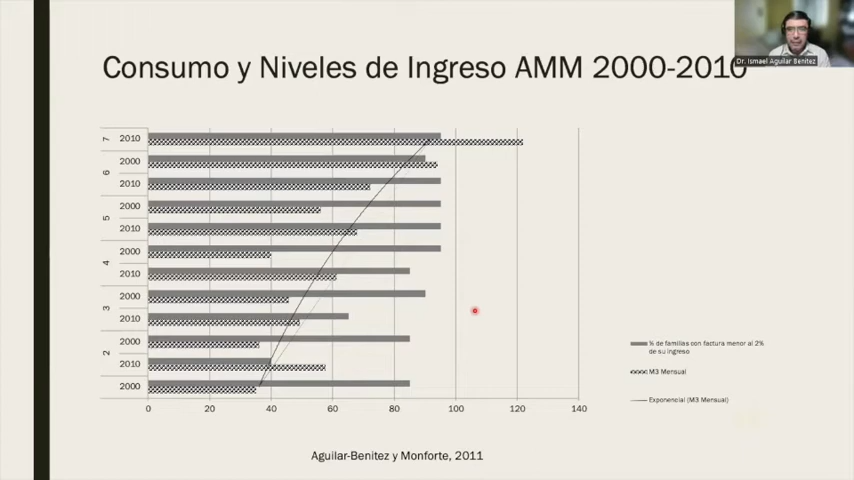 Dr. Ismael Aguilar Benitez
Consumo y Niveles de Ingreso AMM 2000-2010
7
2010
2000
6
2010
2000
5
2010
2000
4
2010
2000
3
2010
2000
2
2010
2000
0 20 40 60 80 100 120 140
% de familias con factura menor al 2%
de su ingreso
M3 Mensual
Exponencial (M3 Mensual)
Aguilar-Benitez y Monforte, 2011